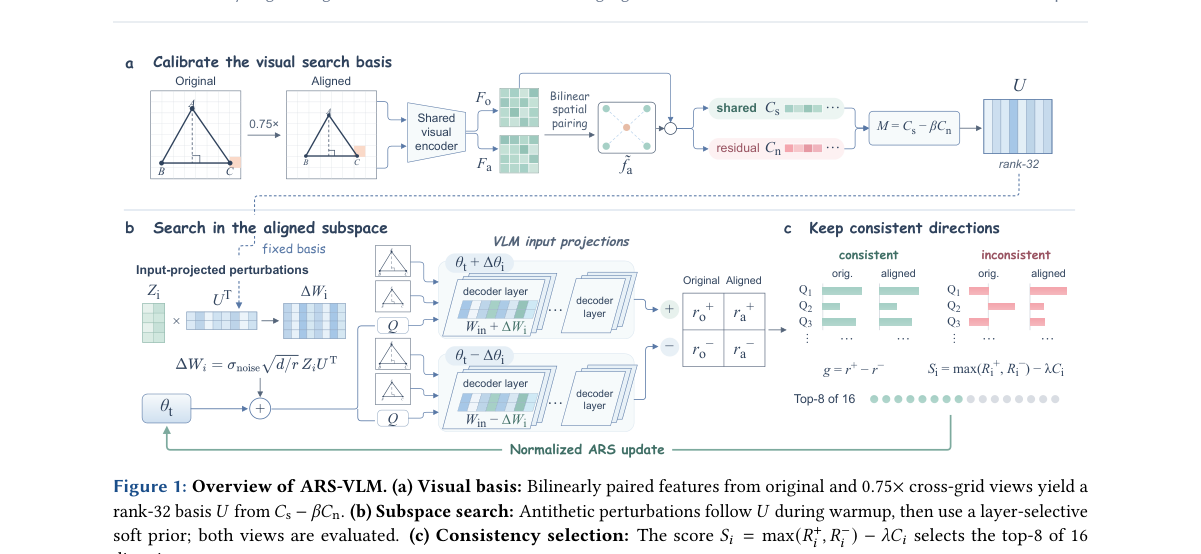 a Calibrate the visual search basis
Original
Aligned
A
B
C
0.75×
A
B
C
Shared
visual
encoder
F_o
F_a
Bilinear
spatial
pairing
f̃_a
shared C_s ⋯
residual C_n ⋯
M = C_s − βC_n
U
rank-32
b Search in the aligned subspace
fixed basis
Input-projected perturbations
Z_i
×
U^T
ΔW_i
ΔW_i = σ_noise √(d/r) Z_i U^T
θ_t
+
Q
Q
VLM input projections
θ_t + Δθ_i
decoder layer
W_in + ΔW_i
⋯
decoder
layer
θ_t − Δθ_i
decoder layer
W_in − ΔW_i
⋯
decoder
layer
+
−
Original Aligned
r_o^+ r_a^+
r_o^− r_a^−
c Keep consistent directions
consistent
inconsistent
orig. aligned
orig. aligned
Q_1
Q_2
Q_3
⋮ ⋯
Q_1
Q_2
Q_3
⋮ ⋯
g = r^+ − r^−
S_i = max(R_i^+, R_i^−) − λC_i
Top-8 of 16
Normalized ARS update
Figure 1: Overview of ARS-VLM. (a) Visual basis: Bilinearly paired features from original and 0.75× cross-grid views yield a
rank-32 basis U from C_s − βC_n. (b) Subspace search: Antithetic perturbations follow U during warmup, then use a layer-selective
soft prior; both views are evaluated. (c) Consistency selection: The score S_i = max(R_i^+, R_i^−) − λC_i selects the top-8 of 16